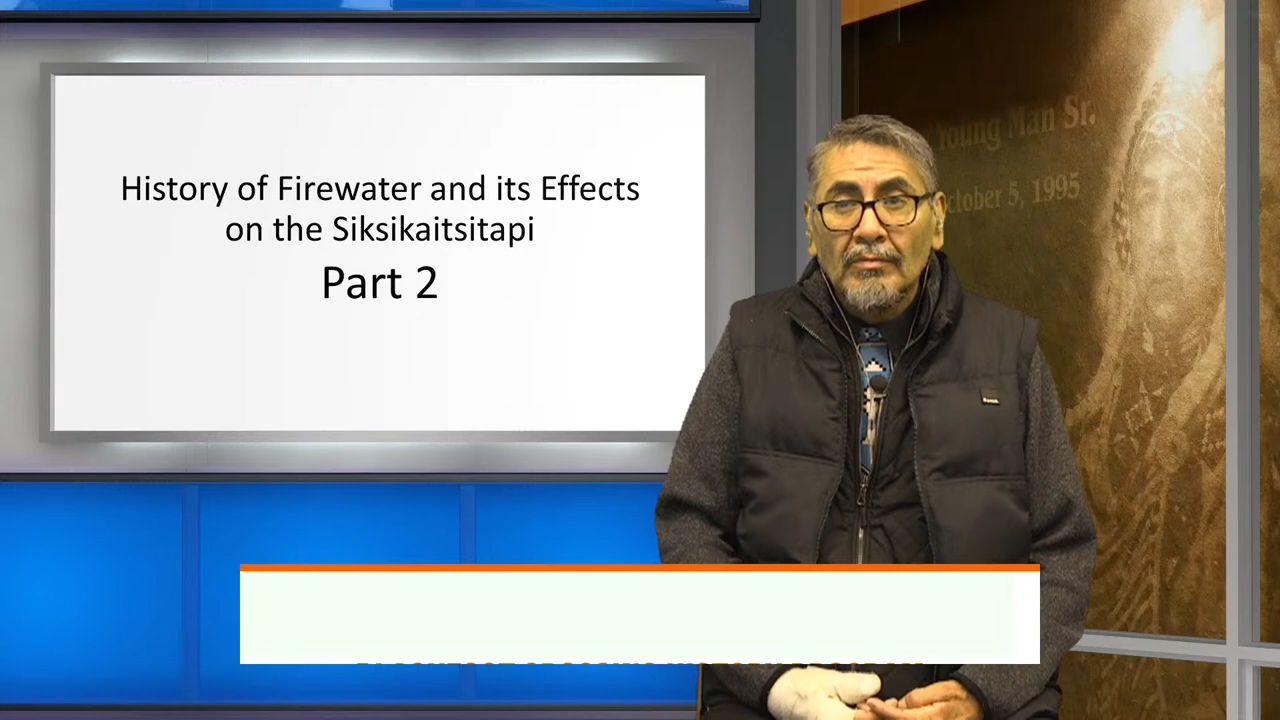 History of Firewater and its Effects
on the Siksikaitsitapi
Part 2
Young Man Sr.
October 5, 1995